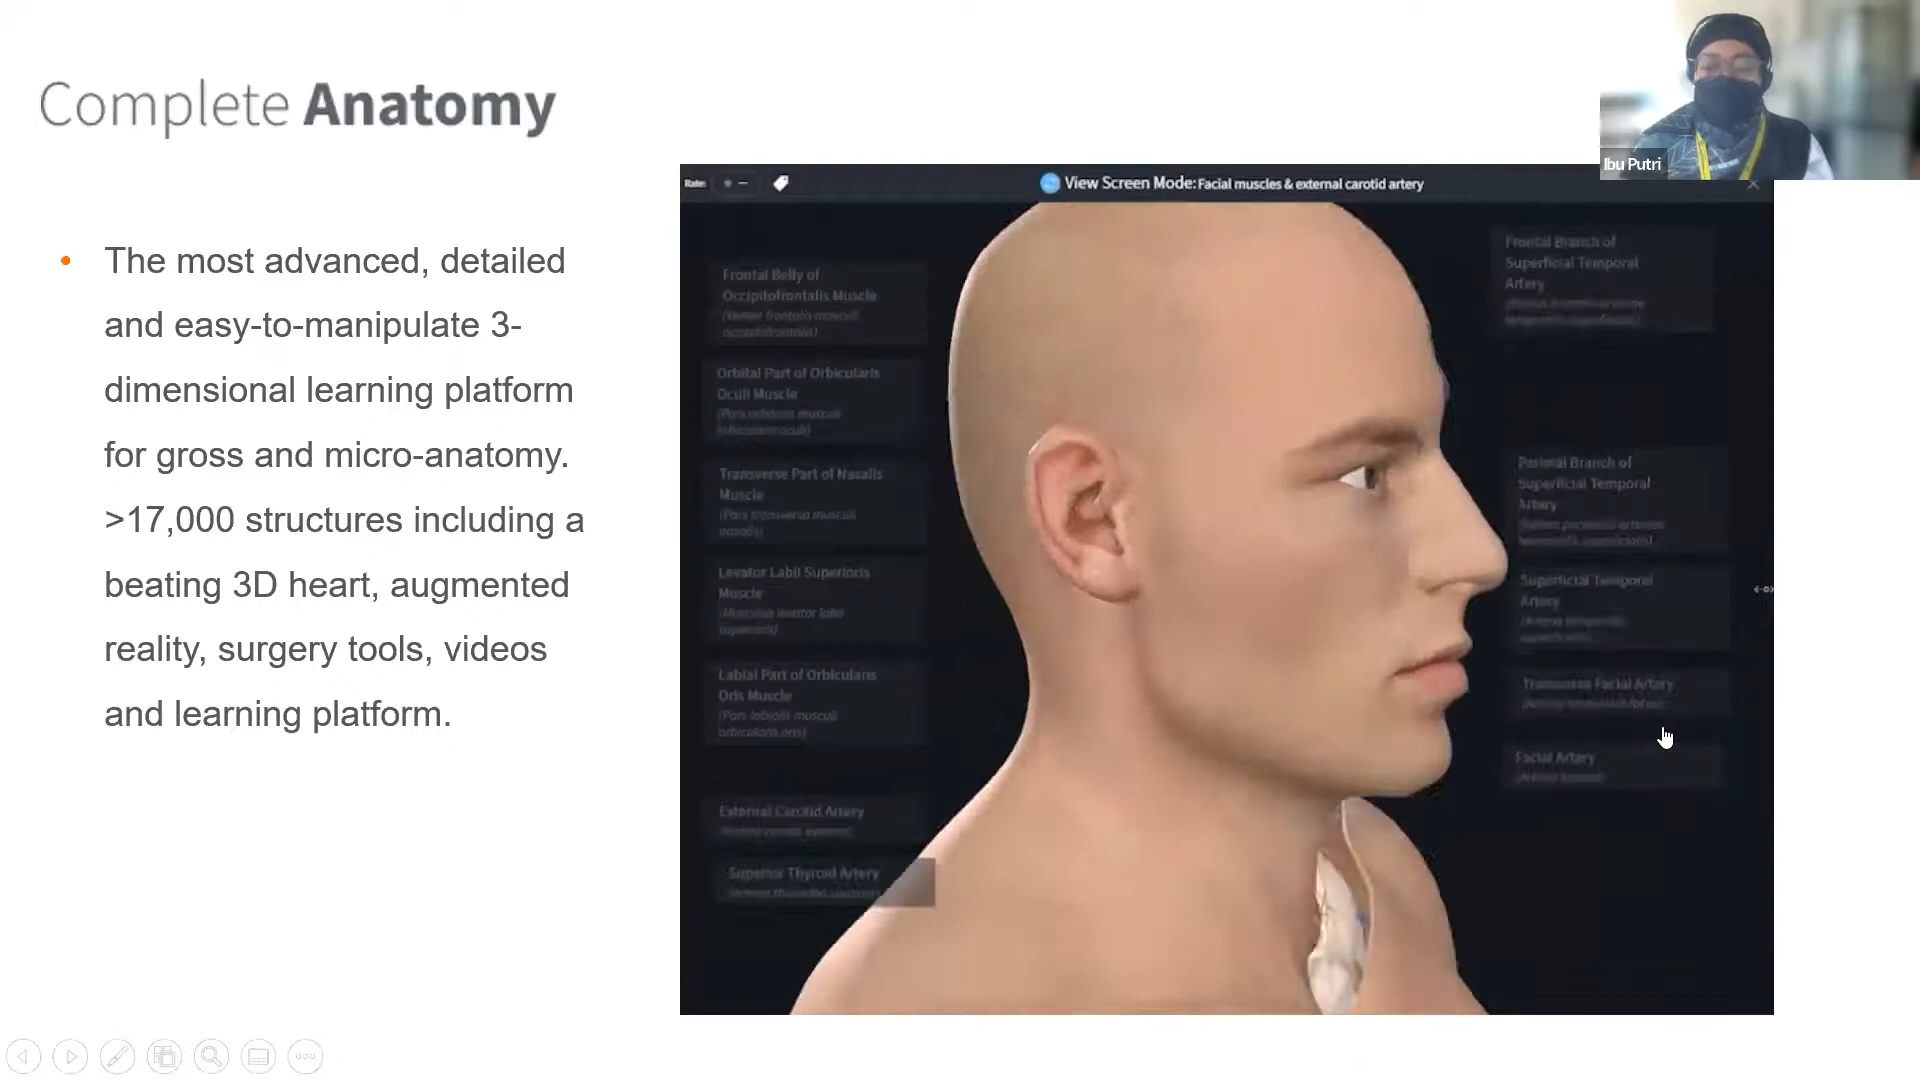 Complete Anatomy
Ibu Putri
• The most advanced, detailed
and easy-to-manipulate 3-
dimensional learning platform
for gross and micro-anatomy.
>17,000 structures including a
beating 3D heart, augmented
reality, surgery tools, videos
and learning platform.
Rate:
View Screen Mode: Facial muscles & external carotid artery
Frontal Belly of
Occipitofrontalis Muscle
Orbital Part of Orbicularis
Oculi Muscle
Transverse Part of Nasalis
Muscle
Levator Labii Superioris
Muscle
Labial Part of Orbicularis
Oris Muscle
External Carotid Artery
Superior Thyroid Artery
Frontal Branch of
Superficial Temporal
Artery
Parietal Branch of
Superficial Temporal
Artery
Superficial Temporal
Artery
Transverse Facial Artery
Facial Artery